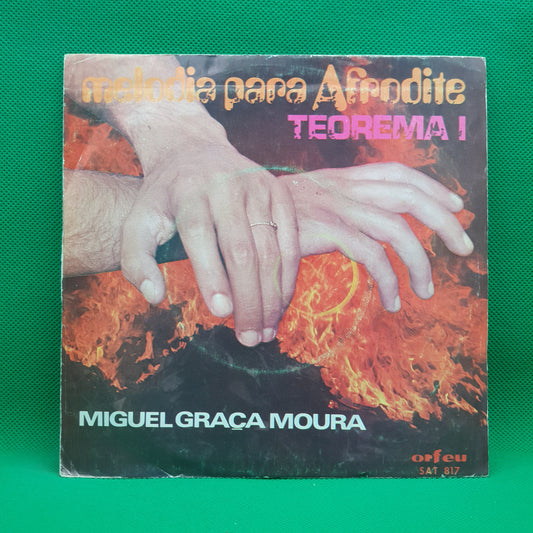 melodia para Afrodite
TEOREMA I
MIGUEL GRAÇA MOURA
orfeu
SAT 817